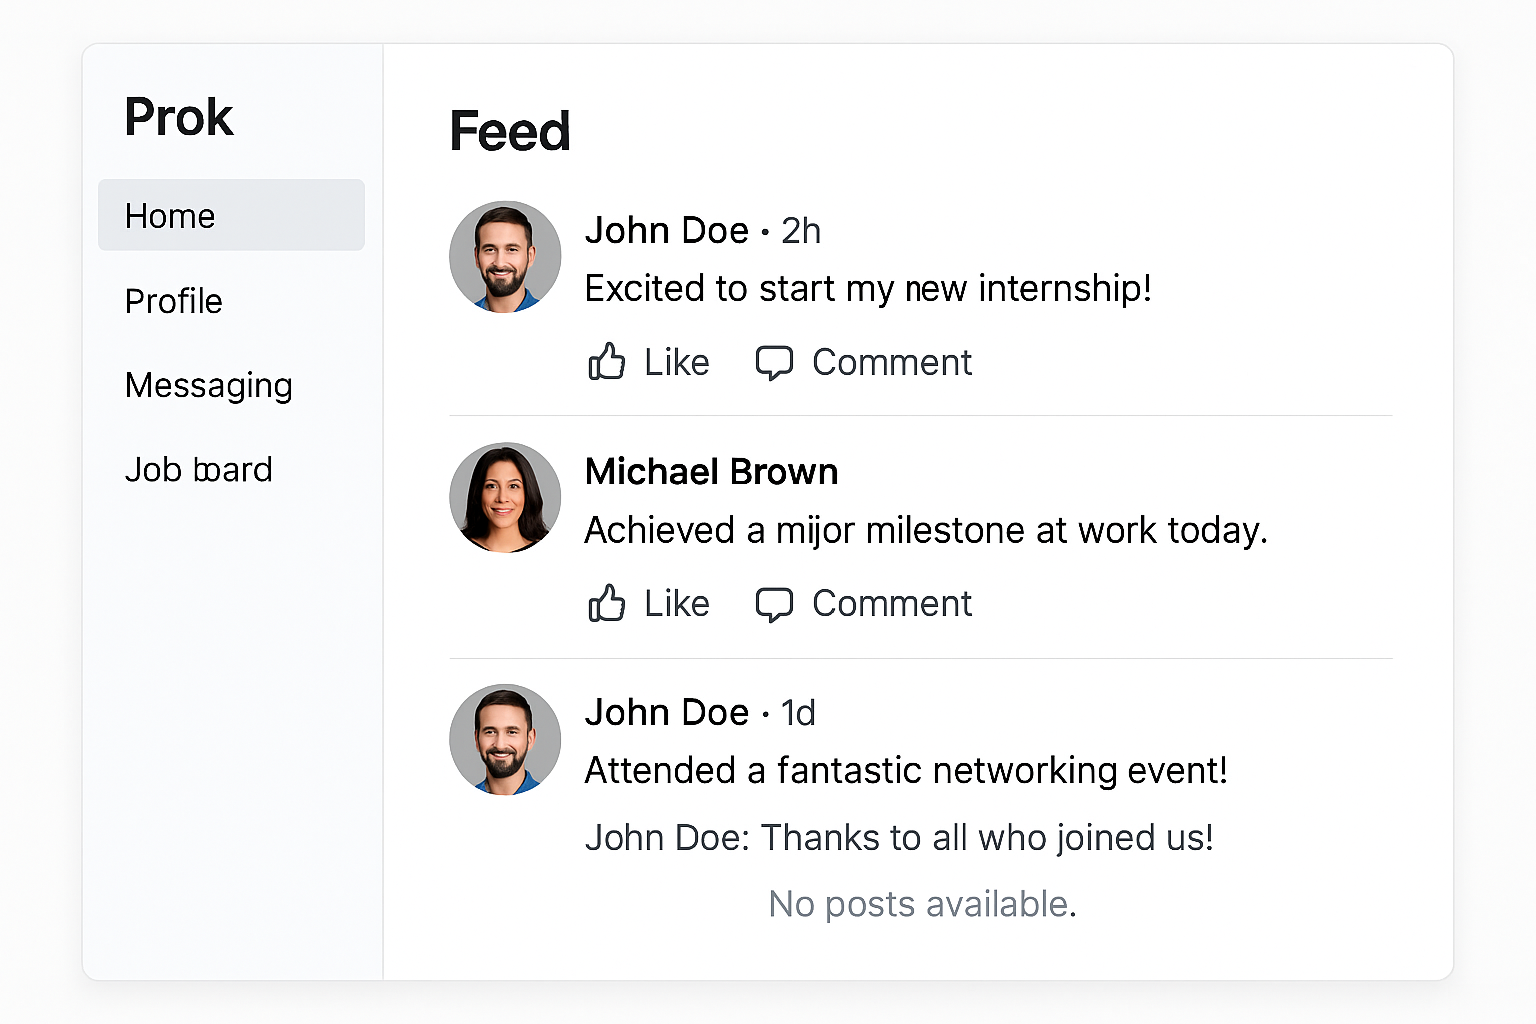 Prok
Home
Profile
Messaging
Job board
Feed
John Doe · 2h
Excited to start my new internship!
Like Comment
Michael Brown
Achieved a mijor milestone at work today.
Like Comment
John Doe · 1d
Attended a fantastic networking event!
John Doe: Thanks to all who joined us!
No posts available.